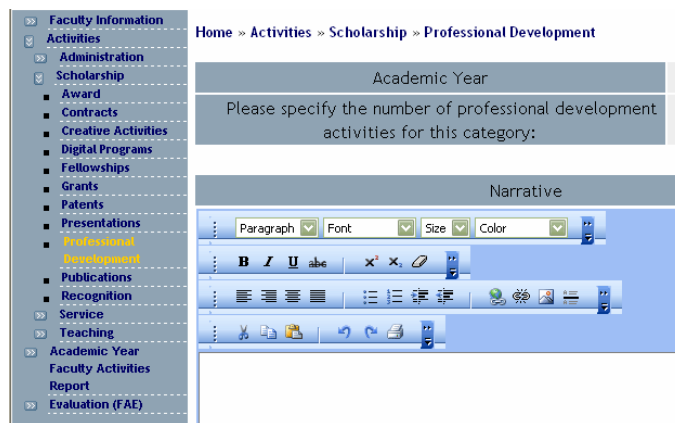 Faculty Information
Activities
Administration
Scholarship
Award
Contracts
Creative Activities
Digital Programs
Fellowships
Grants
Patents
Presentations
Professional
Development
Publications
Recognition
Service
Teaching
Academic Year
Faculty Activities
Report
Evaluation (FAE)
Home » Activities » Scholarship » Professional Development
Academic Year
Please specify the number of professional development
activities for this category:
Narrative
Paragraph Font Size Color
B I U abc x² x₂